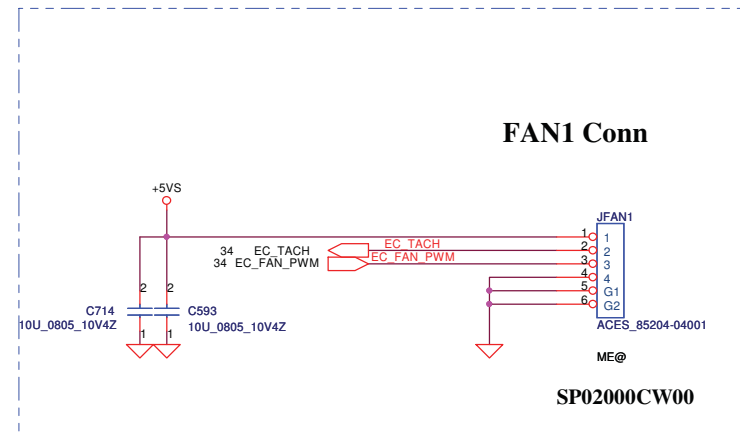 FAN1 Conn
+5VS
JFAN1
1 1
34 EC_TACH EC_TACH 2 2
34 EC_FAN_PWM EC_FAN_PWM 3 3
4 4
5 G1
6 G2
2 2
C714 C593
10U_0805_10V4Z 10U_0805_10V4Z
1 1
ACES_85204-04001
ME@
SP02000CW00